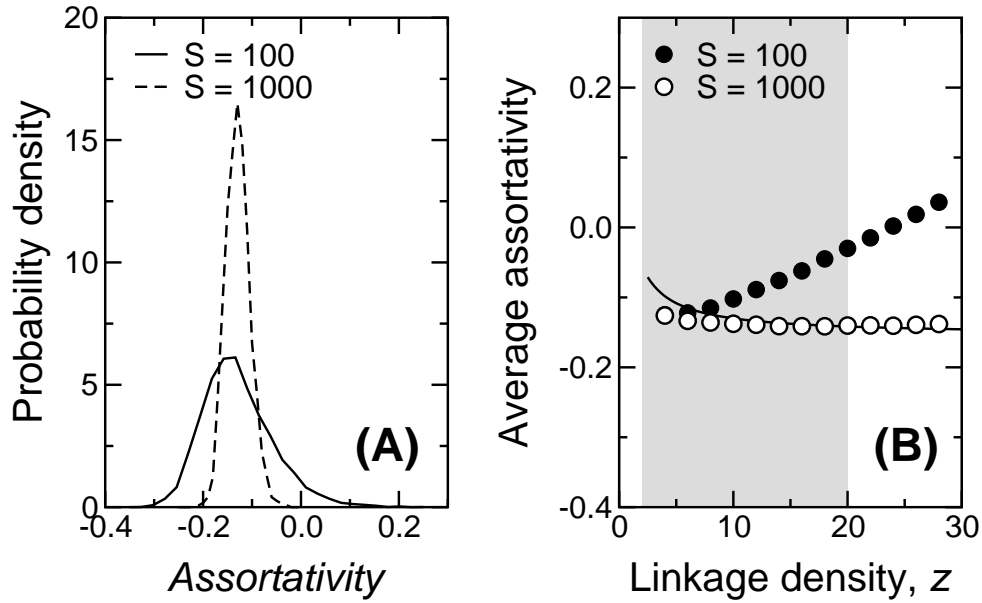 20
15
10
5
0
Probability density
S = 100
S = 1000
(A)
-0.4
-0.2
0.0
0.2
Assortativity
0.2
0.0
-0.2
-0.4
Average assortativity
S = 100
S = 1000
(B)
0
10
20
30
Linkage density, z